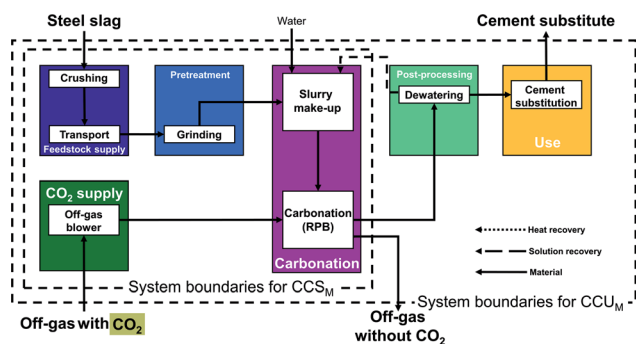 Steel slag
Water
Cement substitute
Crushing
Transport
Feedstock supply
Pretreatment
Grinding
Slurry
make-up
Carbonation
(RPB)
Carbonation
Post-processing
Dewatering
Cement
substitution
Use
CO₂ supply
Off-gas
blower
Heat recovery
Solution recovery
Material
System boundaries for CCS_M
System boundaries for CCU_M
Off-gas with CO₂
Off-gas
without CO₂